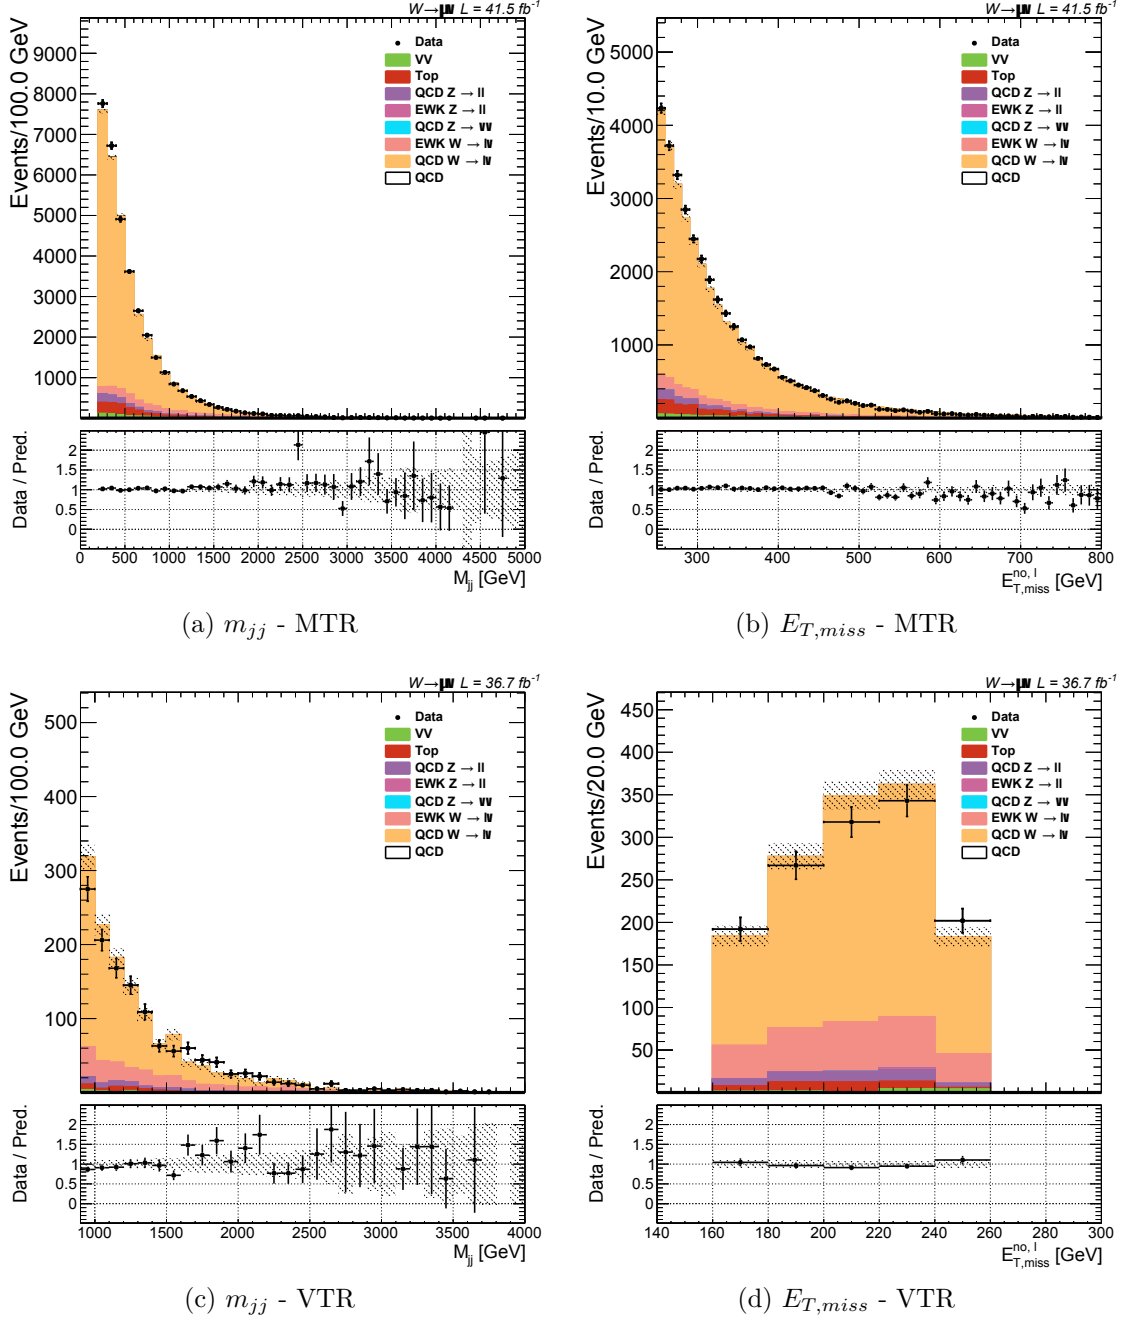 W→μν L = 41.5 fb-1
Events/100.0 GeV
9000
8000
7000
6000
5000
4000
3000
2000
1000
Data
VV
Top
QCD Z → ll
EWK Z → ll
QCD Z → νν
EWK W → lν
QCD W → lν
QCD
Data / Pred.
2
1.5
1
0.5
0
0 500 1000 1500 2000 2500 3000 3500 4000 4500 5000
Mjj [GeV]
(a) mjj - MTR
W→μν L = 41.5 fb-1
Events/10.0 GeV
5000
4000
3000
2000
1000
Data
VV
Top
QCD Z → ll
EWK Z → ll
QCD Z → νν
EWK W → lν
QCD W → lν
QCD
Data / Pred.
2
1.5
1
0.5
0
300 400 500 600 700 800
E no, l T,miss [GeV]
(b) ET,miss - MTR
W→μν L = 36.7 fb-1
Events/100.0 GeV
500
400
300
200
100
Data
VV
Top
QCD Z → ll
EWK Z → ll
QCD Z → νν
EWK W → lν
QCD W → lν
QCD
Data / Pred.
2
1.5
1
0.5
0
1000 1500 2000 2500 3000 3500 4000
Mjj [GeV]
(c) mjj - VTR
W→μν L = 36.7 fb-1
Events/20.0 GeV
450
400
350
300
250
200
150
100
50
Data
VV
Top
QCD Z → ll
EWK Z → ll
QCD Z → νν
EWK W → lν
QCD W → lν
QCD
Data / Pred.
2
1.5
1
0.5
0
140 160 180 200 220 240 260 280 300
E no, l T,miss [GeV]
(d) ET,miss - VTR